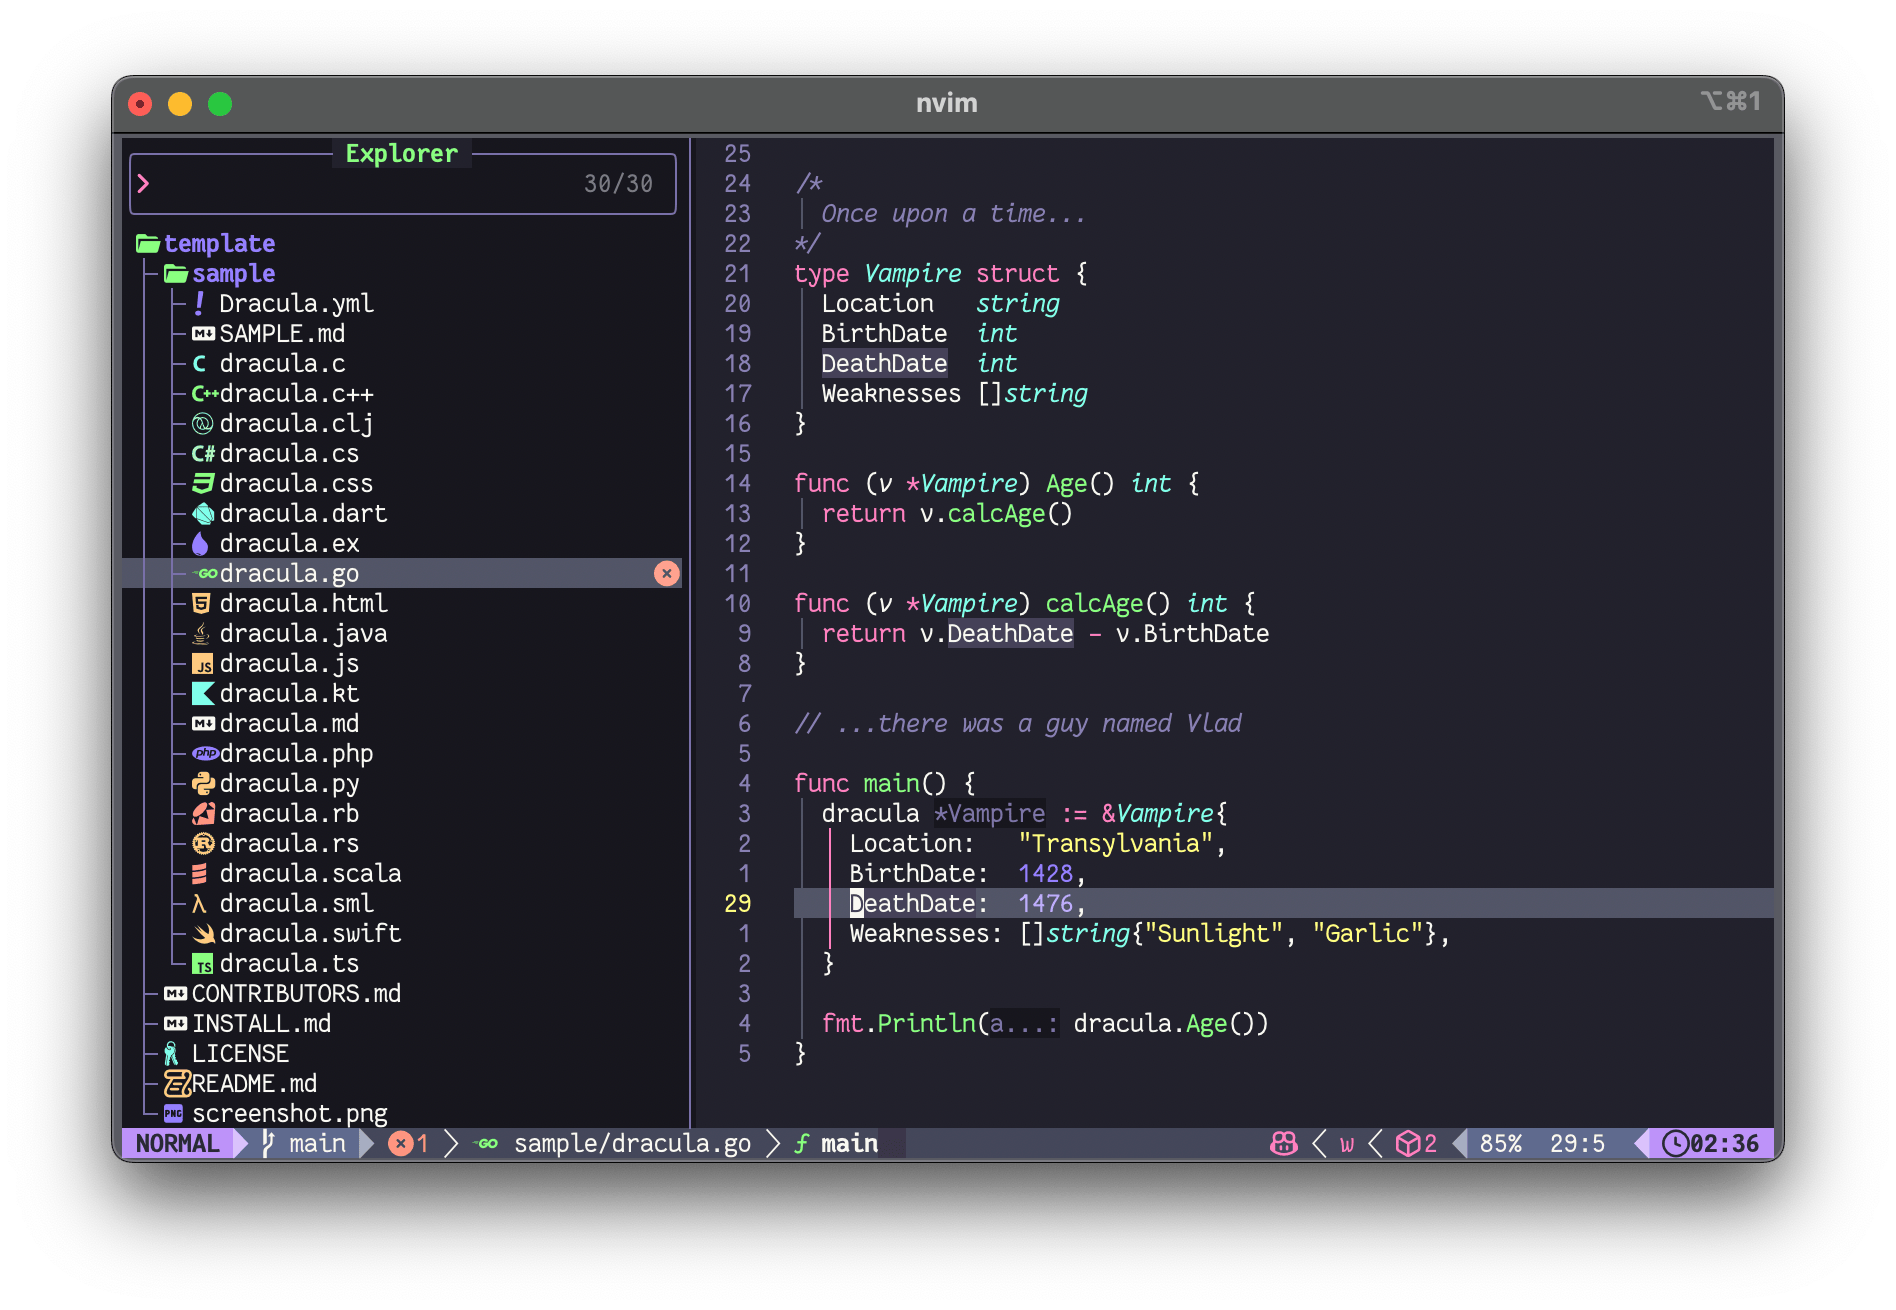 nvim
⌥⌘1
Explorer
30/30
template
sample
Dracula.yml
SAMPLE.md
dracula.c
dracula.c++
dracula.clj
dracula.cs
dracula.css
dracula.dart
dracula.ex
dracula.go
dracula.html
dracula.java
dracula.js
dracula.kt
dracula.md
dracula.php
dracula.py
dracula.rb
dracula.rs
dracula.scala
dracula.sml
dracula.swift
dracula.ts
CONTRIBUTORS.md
INSTALL.md
LICENSE
README.md
screenshot.png
25
24 /*
23 Once upon a time...
22 */
21 type Vampire struct {
20 Location string
19 BirthDate int
18 DeathDate int
17 Weaknesses []string
16 }
15
14 func (v *Vampire) Age() int {
13 return v.calcAge()
12 }
11
10 func (v *Vampire) calcAge() int {
9 return v.DeathDate - v.BirthDate
8 }
7
6 // ...there was a guy named Vlad
5
4 func main() {
3 dracula *Vampire := &Vampire{
2 Location: "Transylvania",
1 BirthDate: 1428,
29 DeathDate: 1476,
1 Weaknesses: []string{"Sunlight", "Garlic"},
2 }
3
4 fmt.Println(a...: dracula.Age())
5 }
NORMAL main 1 sample/dracula.go ƒ main w 2 85% 29:5 02:36